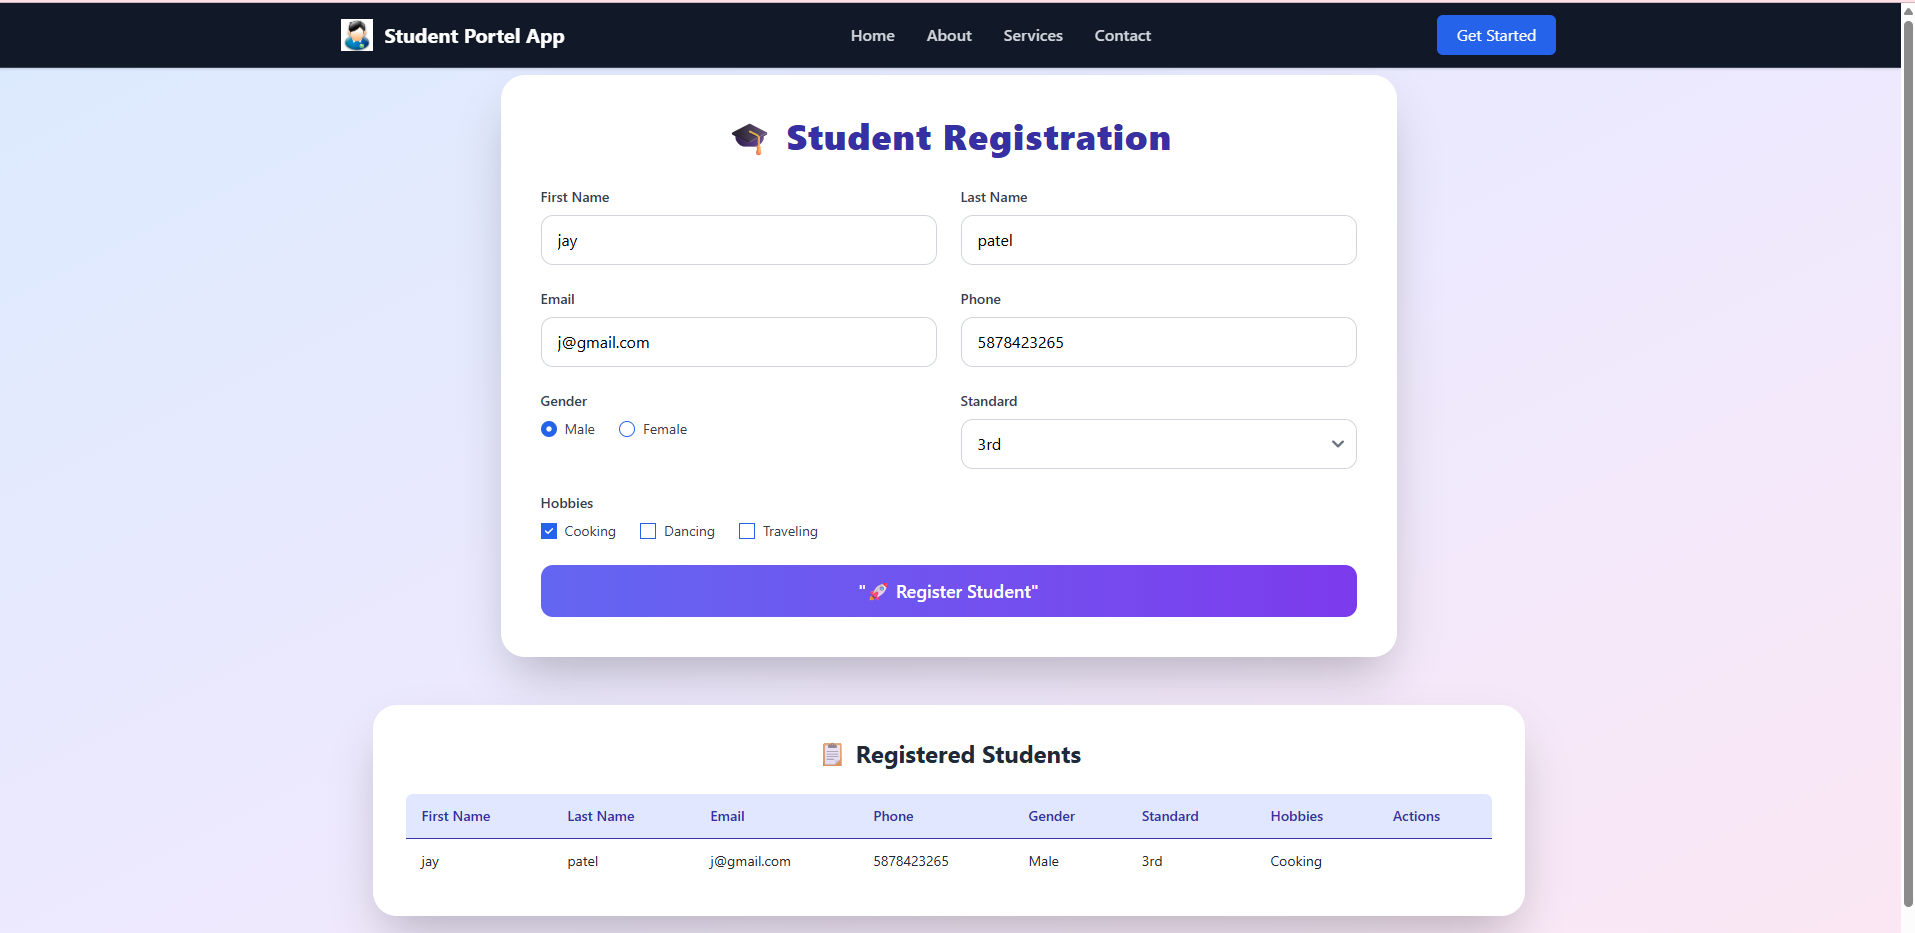 Student Portel App
Home About Services Contact
Get Started
🎓 Student Registration
First Name Last Name
jay patel
Email Phone
j@gmail.com 5878423265
Gender Standard
Male Female
3rd
Hobbies
Cooking Dancing Traveling
"🚀 Register Student"
📋 Registered Students
First Name Last Name Email Phone Gender Standard Hobbies Actions
jay patel j@gmail.com 5878423265 Male 3rd Cooking